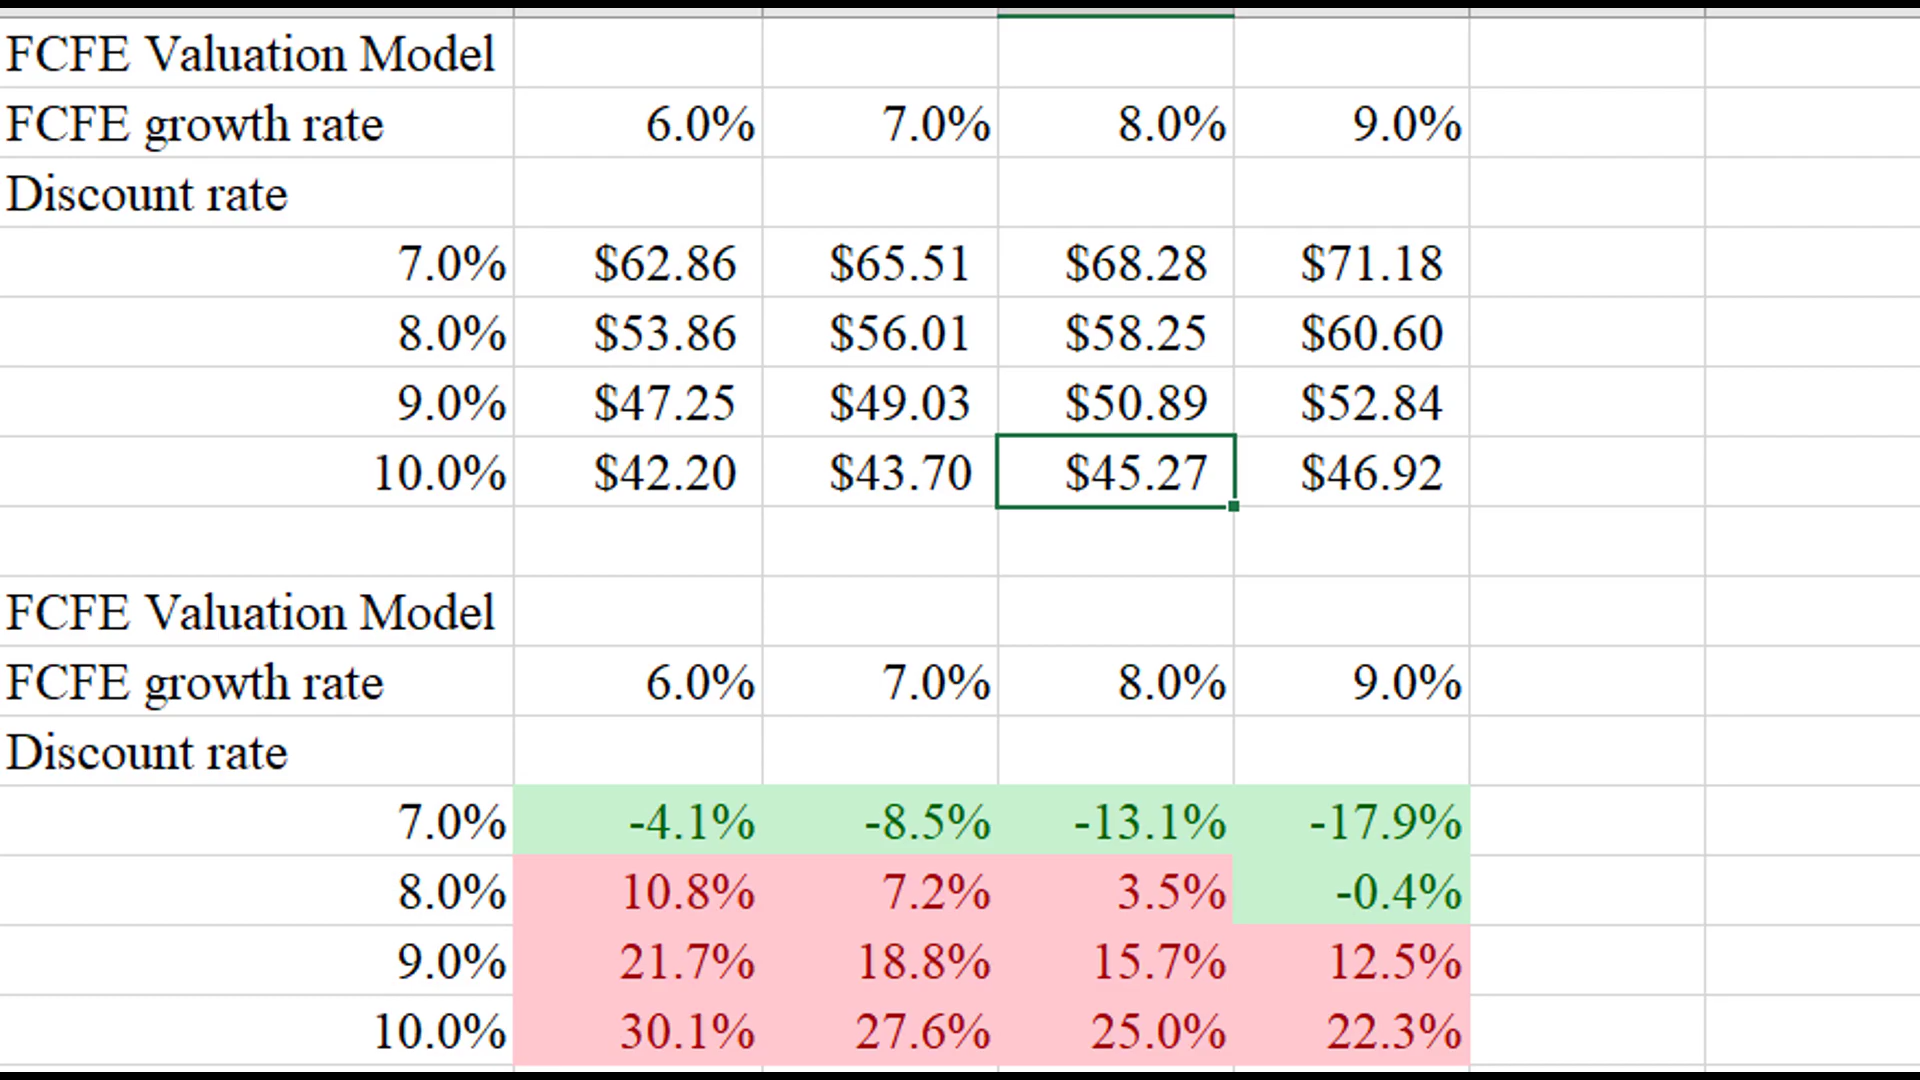 FCFE Valuation Model
FCFE growth rate 6.0% 7.0% 8.0% 9.0%
Discount rate
7.0% $62.86 $65.51 $68.28 $71.18
8.0% $53.86 $56.01 $58.25 $60.60
9.0% $47.25 $49.03 $50.89 $52.84
10.0% $42.20 $43.70 $45.27 $46.92
FCFE Valuation Model
FCFE growth rate 6.0% 7.0% 8.0% 9.0%
Discount rate
7.0% -4.1% -8.5% -13.1% -17.9%
8.0% 10.8% 7.2% 3.5% -0.4%
9.0% 21.7% 18.8% 15.7% 12.5%
10.0% 30.1% 27.6% 25.0% 22.3%